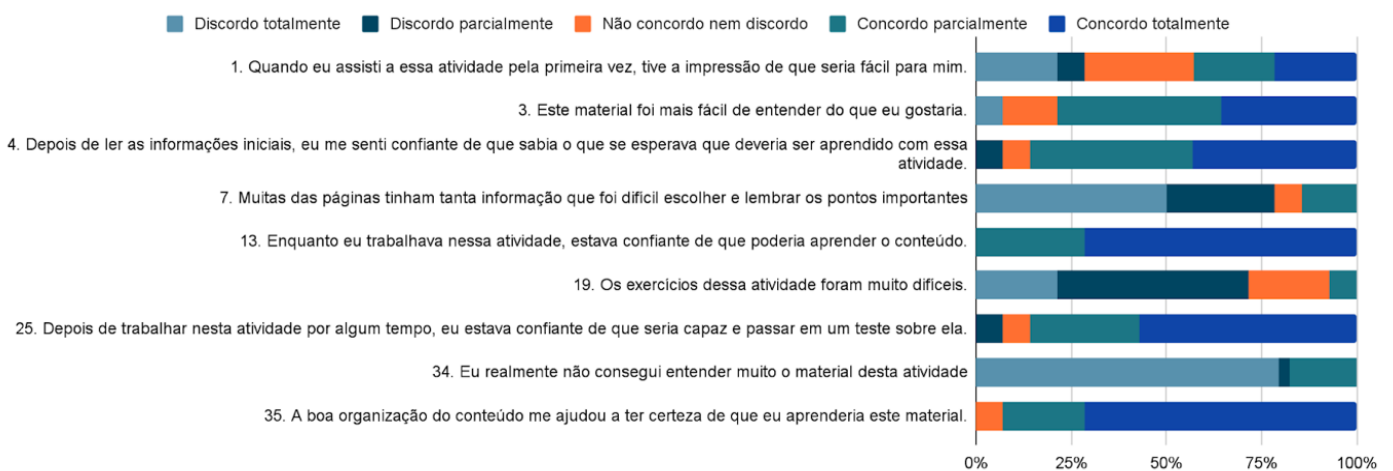 Discordo totalmente Discordo parcialmente Não concordo nem discordo Concordo parcialmente Concordo totalmente
1. Quando eu assisti a essa atividade pela primeira vez, tive a impressão de que seria fácil para mim.
3. Este material foi mais fácil de entender do que eu gostaria.
4. Depois de ler as informações iniciais, eu me senti confiante de que sabia o que se esperava que deveria ser aprendido com essa
atividade.
7. Muitas das páginas tinham tanta informação que foi difícil escolher e lembrar os pontos importantes
13. Enquanto eu trabalhava nessa atividade, estava confiante de que poderia aprender o conteúdo.
19. Os exercícios dessa atividade foram muito difíceis.
25. Depois de trabalhar nesta atividade por algum tempo, eu estava confiante de que seria capaz e passar em um teste sobre ela.
34. Eu realmente não consegui entender muito o material desta atividade
35. A boa organização do conteúdo me ajudou a ter certeza de que eu aprenderia este material.
0% 25% 50% 75% 100%